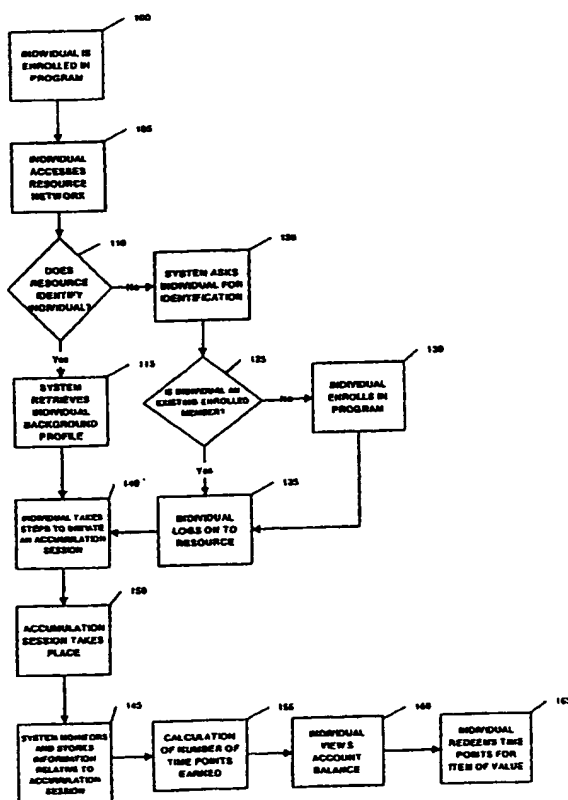 100
INDIVIDUAL IS
ENROLLED IN
PROGRAM
105
INDIVIDUAL
ACCESSES
RESOURCE
NETWORK
110
DOES
RESOURCE
IDENTIFY
INDIVIDUAL?
No
Yes
120
SYSTEM ASKS
INDIVIDUAL FOR
IDENTIFICATION
115
SYSTEM
RETRIEVES
INDIVIDUAL
BACKGROUND
PROFILE
125
IS INDIVIDUAL AN
EXISTING ENROLLED
MEMBER?
No
Yes
130
INDIVIDUAL
ENROLLS IN
PROGRAM
140
INDIVIDUAL TAKES
STEPS TO INITIATE
AN ACCUMULATION
SESSION
135
INDIVIDUAL
LOGS ON TO
RESOURCE
150
ACCUMULATION
SESSION TAKES
PLACE
145
SYSTEM MONITORS
AND STORES
INFORMATION
RELATIVE TO
ACCUMULATION
SESSION
155
CALCULATION
OF NUMBER OF
TIME POINTS
EARNED
160
INDIVIDUAL
VIEWS
ACCOUNT
BALANCE
165
INDIVIDUAL
REDEEMS TIME
POINTS FOR
ITEM OF VALUE